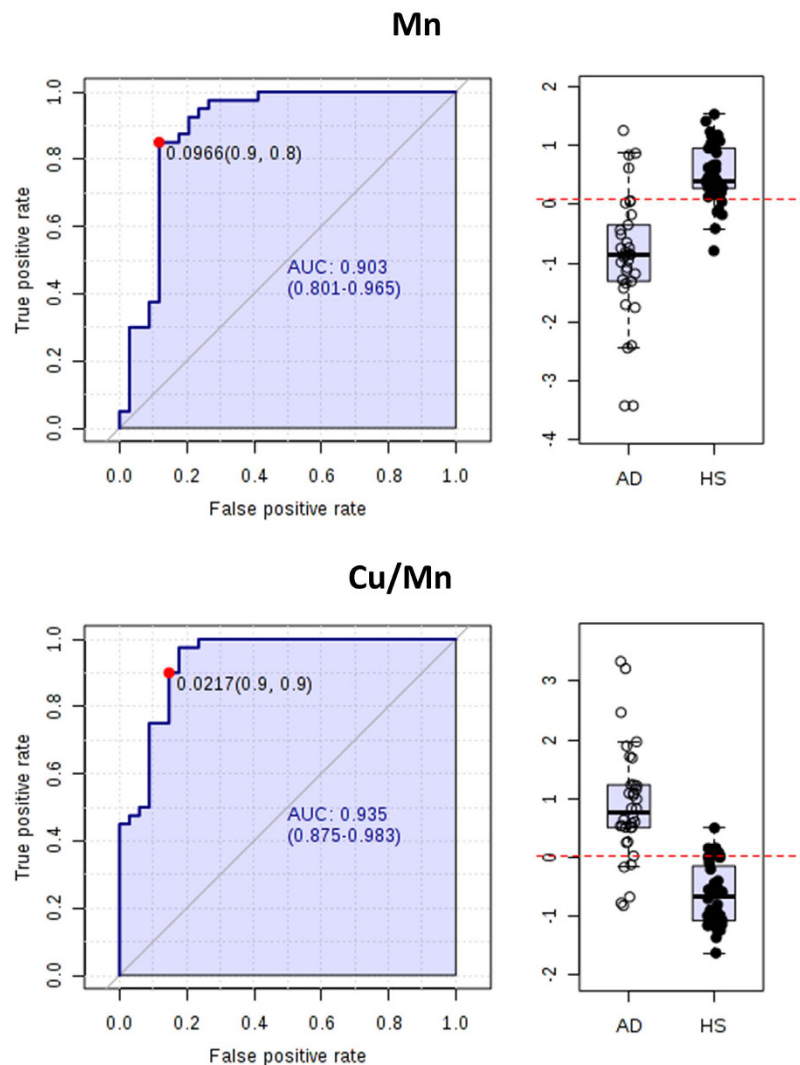 Mn
1.0
0.8
0.6
0.4
0.2
0.0
True positive rate
0.0966(0.9, 0.8)
AUC: 0.903
(0.801-0.965)
0.0 0.2 0.4 0.6 0.8 1.0
False positive rate
2
1
0
-1
-2
-3
-4
AD HS
Cu/Mn
1.0
0.8
0.6
0.4
0.2
0.0
True positive rate
0.0217(0.9, 0.9)
AUC: 0.935
(0.875-0.983)
0.0 0.2 0.4 0.6 0.8 1.0
False positive rate
3
2
1
0
-1
-2
AD HS